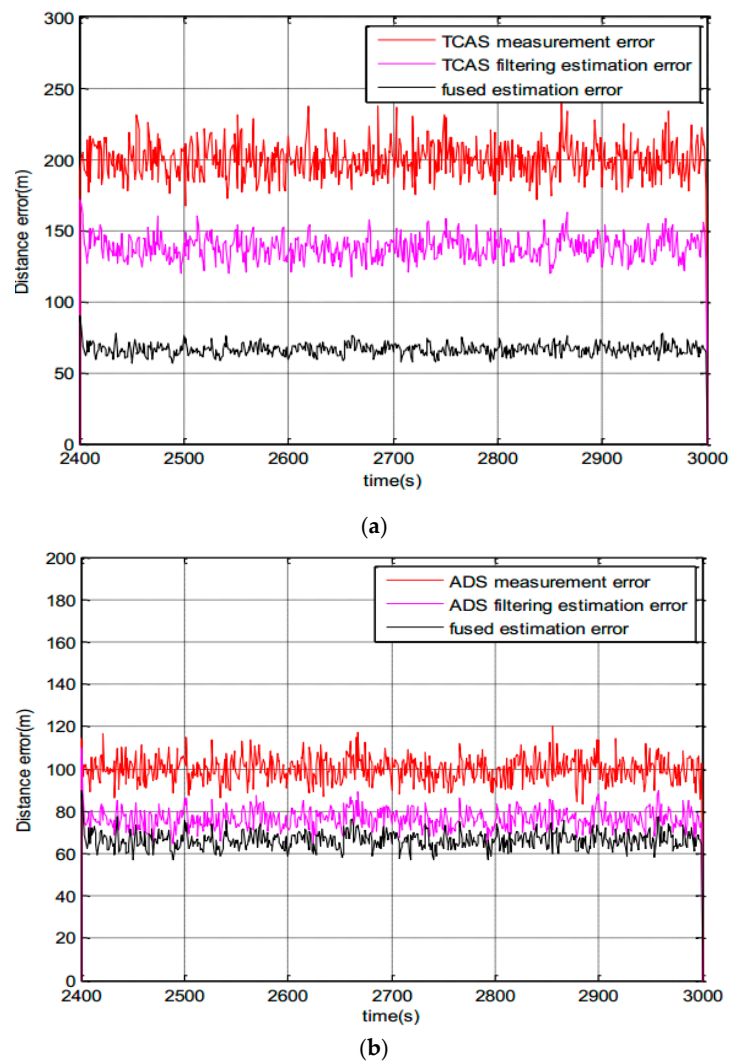 300
250
200
150
100
50
0
Distance error(m)
TCAS measurement error
TCAS filtering estimation error
fused estimation error
2400 2500 2600 2700 2800 2900 3000
time(s)
(a)
200
180
160
140
120
100
80
60
40
20
0
Distance error(m)
ADS measurement error
ADS filtering estimation error
fused estimation error
2400 2500 2600 2700 2800 2900 3000
time(s)
(b)